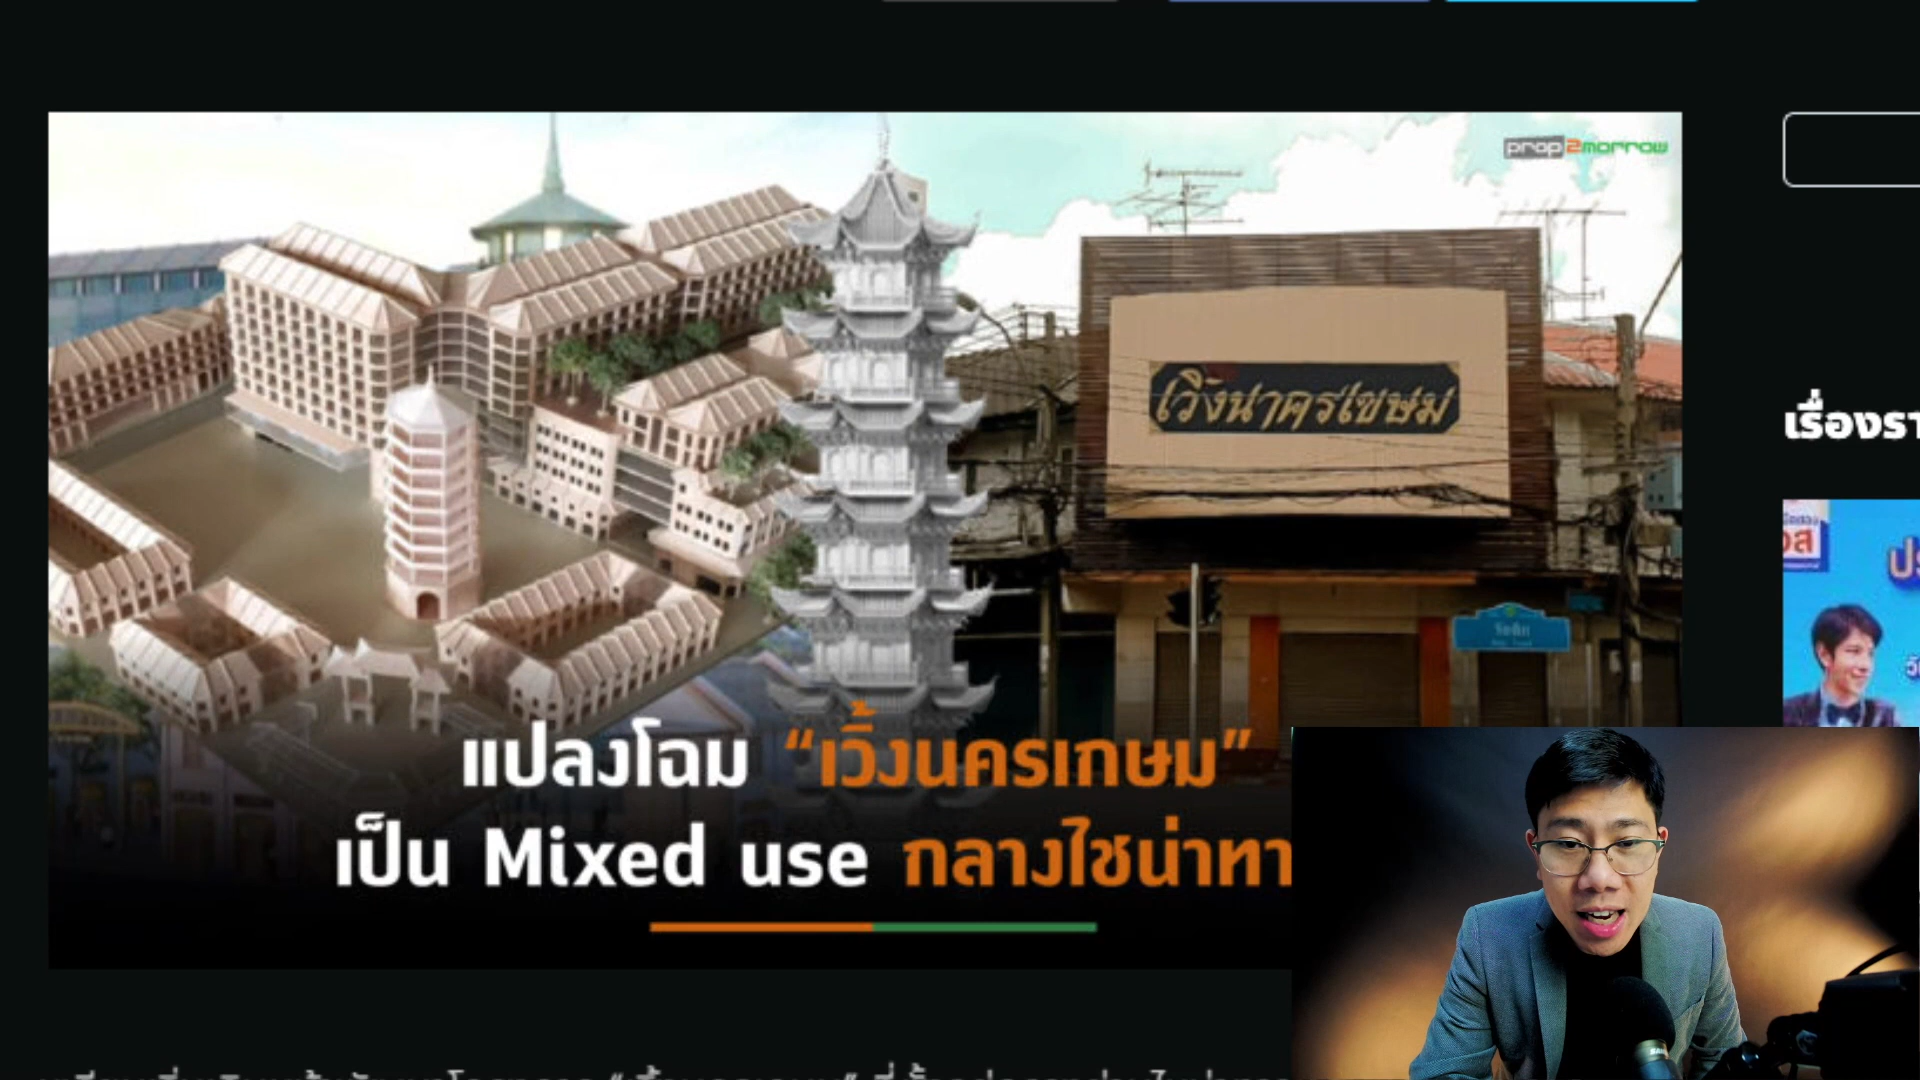 prop2morrow
เวิ้งนาครเขษม
แปลงโฉม “เวิ้งนครเกษม”
เป็น Mixed use กลางไชน่าทา
เรื่องรา